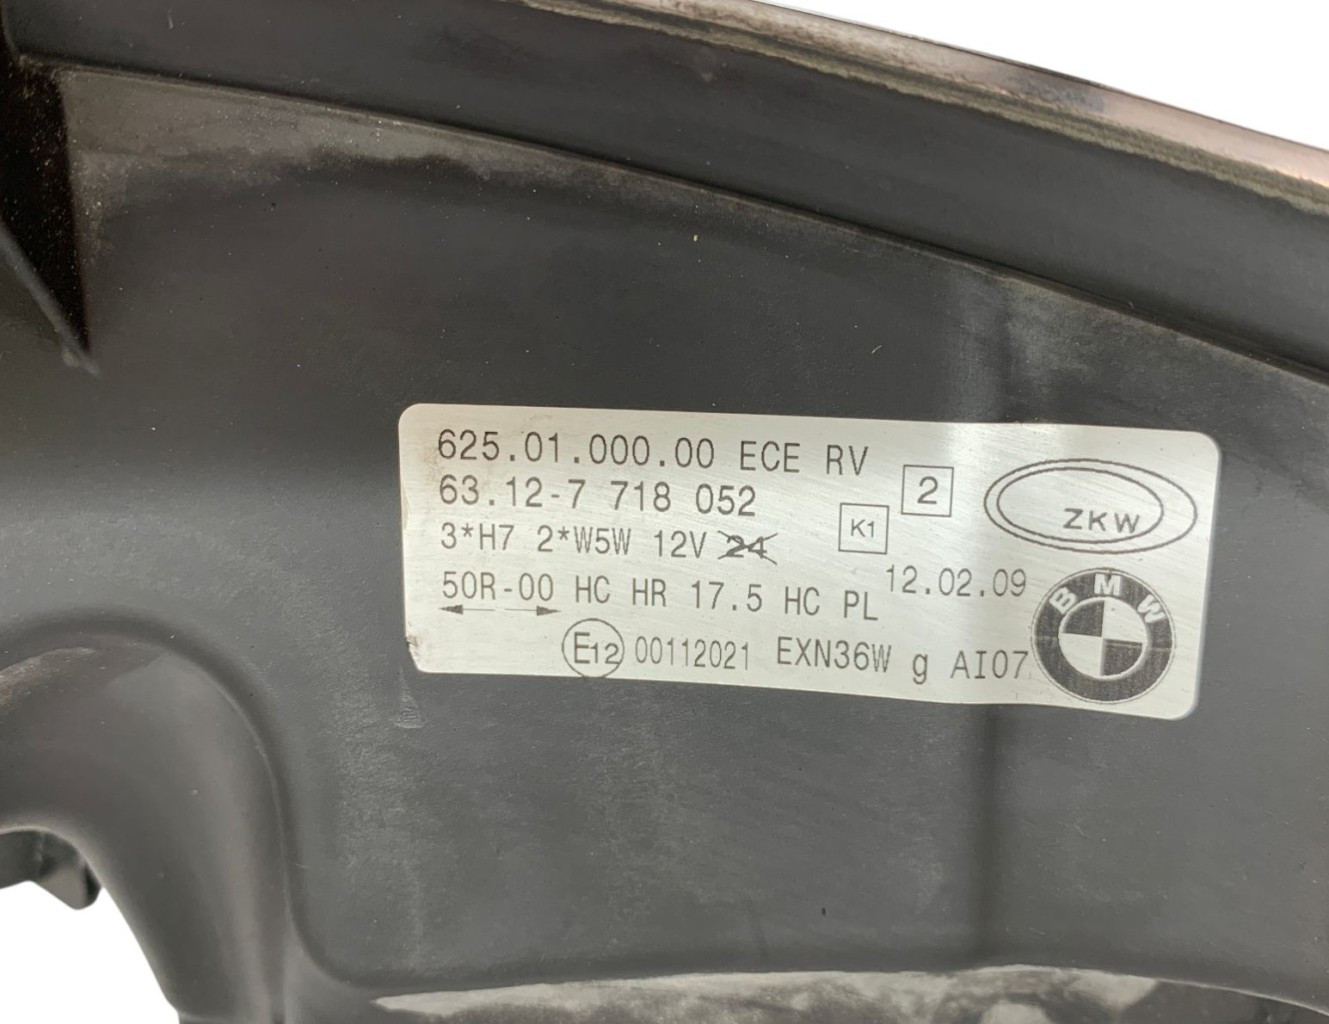 625.01.000.00 ECE RV
63.12-7 718 052 2
3*H7 2*W5W 12V 24 K1 ZKW
50R-00 HC HR 17.5 HC PL 12.02.09
E12 00112021 EXN36W g AI07 BMW